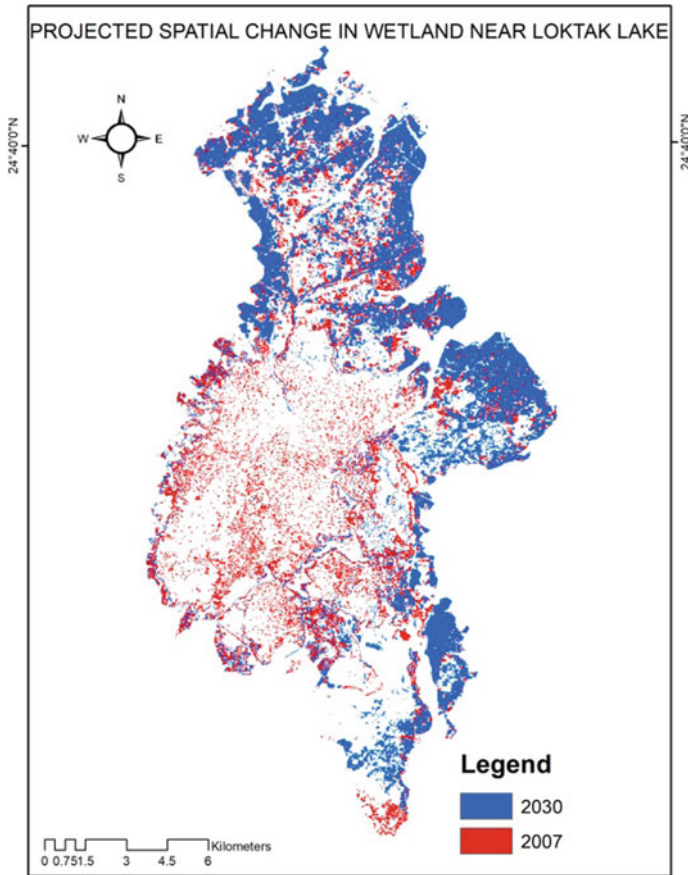 PROJECTED SPATIAL CHANGE IN WETLAND NEAR LOKTAK LAKE
N
W E
S
24°40'0"N 24°40'0"N
Legend
2030
2007
Kilometers
0 0.751.5 3 4.5 6